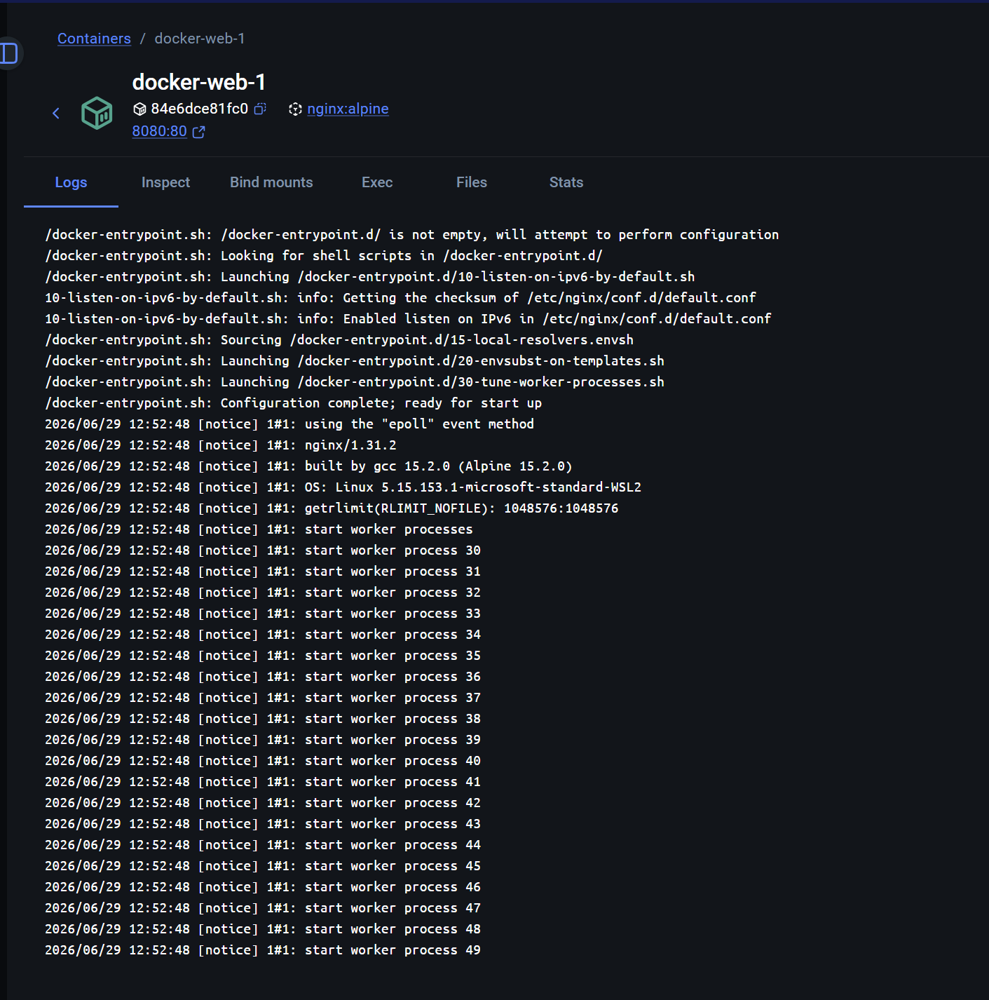 Containers / docker-web-1
docker-web-1
84e6dce81fc0 nginx:alpine
8080:80
Logs Inspect Bind mounts Exec Files Stats
/docker-entrypoint.sh: /docker-entrypoint.d/ is not empty, will attempt to perform configuration
/docker-entrypoint.sh: Looking for shell scripts in /docker-entrypoint.d/
/docker-entrypoint.sh: Launching /docker-entrypoint.d/10-listen-on-ipv6-by-default.sh
10-listen-on-ipv6-by-default.sh: info: Getting the checksum of /etc/nginx/conf.d/default.conf
10-listen-on-ipv6-by-default.sh: info: Enabled listen on IPv6 in /etc/nginx/conf.d/default.conf
/docker-entrypoint.sh: Sourcing /docker-entrypoint.d/15-local-resolvers.envsh
/docker-entrypoint.sh: Launching /docker-entrypoint.d/20-envsubst-on-templates.sh
/docker-entrypoint.sh: Launching /docker-entrypoint.d/30-tune-worker-processes.sh
/docker-entrypoint.sh: Configuration complete; ready for start up
2026/06/29 12:52:48 [notice] 1#1: using the "epoll" event method
2026/06/29 12:52:48 [notice] 1#1: nginx/1.31.2
2026/06/29 12:52:48 [notice] 1#1: built by gcc 15.2.0 (Alpine 15.2.0)
2026/06/29 12:52:48 [notice] 1#1: OS: Linux 5.15.153.1-microsoft-standard-WSL2
2026/06/29 12:52:48 [notice] 1#1: getrlimit(RLIMIT_NOFILE): 1048576:1048576
2026/06/29 12:52:48 [notice] 1#1: start worker processes
2026/06/29 12:52:48 [notice] 1#1: start worker process 30
2026/06/29 12:52:48 [notice] 1#1: start worker process 31
2026/06/29 12:52:48 [notice] 1#1: start worker process 32
2026/06/29 12:52:48 [notice] 1#1: start worker process 33
2026/06/29 12:52:48 [notice] 1#1: start worker process 34
2026/06/29 12:52:48 [notice] 1#1: start worker process 35
2026/06/29 12:52:48 [notice] 1#1: start worker process 36
2026/06/29 12:52:48 [notice] 1#1: start worker process 37
2026/06/29 12:52:48 [notice] 1#1: start worker process 38
2026/06/29 12:52:48 [notice] 1#1: start worker process 39
2026/06/29 12:52:48 [notice] 1#1: start worker process 40
2026/06/29 12:52:48 [notice] 1#1: start worker process 41
2026/06/29 12:52:48 [notice] 1#1: start worker process 42
2026/06/29 12:52:48 [notice] 1#1: start worker process 43
2026/06/29 12:52:48 [notice] 1#1: start worker process 44
2026/06/29 12:52:48 [notice] 1#1: start worker process 45
2026/06/29 12:52:48 [notice] 1#1: start worker process 46
2026/06/29 12:52:48 [notice] 1#1: start worker process 47
2026/06/29 12:52:48 [notice] 1#1: start worker process 48
2026/06/29 12:52:48 [notice] 1#1: start worker process 49